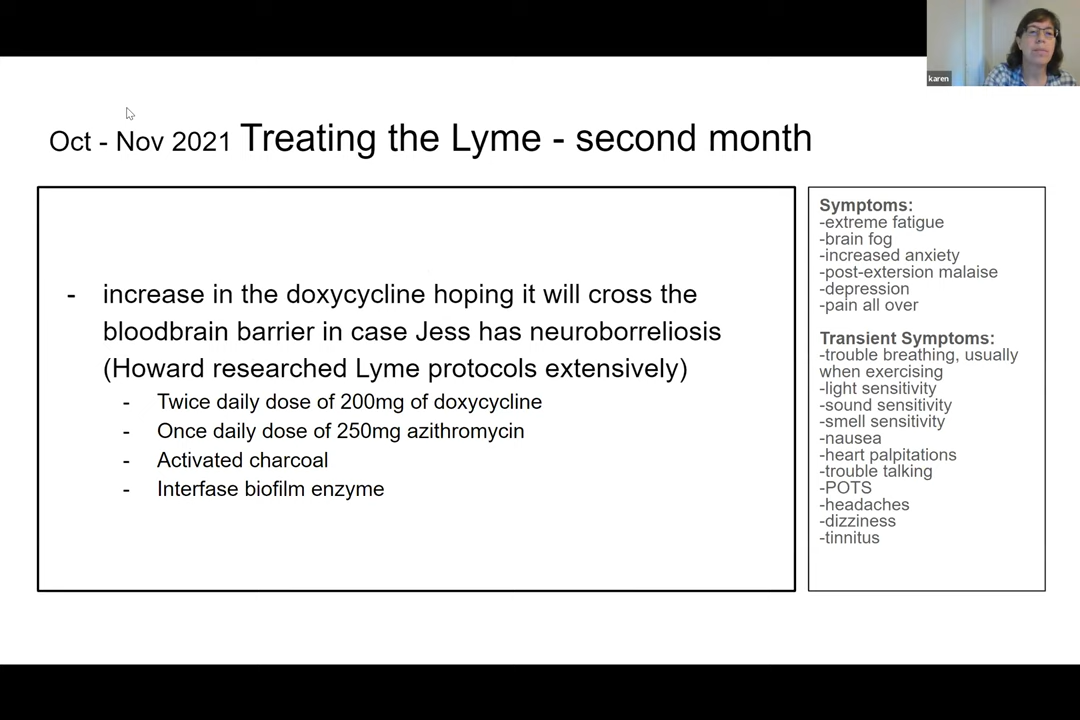 karen
Oct - Nov 2021 Treating the Lyme - second month
- increase in the doxycycline hoping it will cross the
bloodbrain barrier in case Jess has neuroborreliosis
(Howard researched Lyme protocols extensively)
- Twice daily dose of 200mg of doxycycline
- Once daily dose of 250mg azithromycin
- Activated charcoal
- Interfase biofilm enzyme
Symptoms:
-extreme fatigue
-brain fog
-increased anxiety
-post-extersion malaise
-depression
-pain all over
Transient Symptoms:
-trouble breathing, usually
when exercising
-light sensitivity
-sound sensitivity
-smell sensitivity
-nausea
-heart palpitations
-trouble talking
-POTS
-headaches
-dizziness
-tinnitus